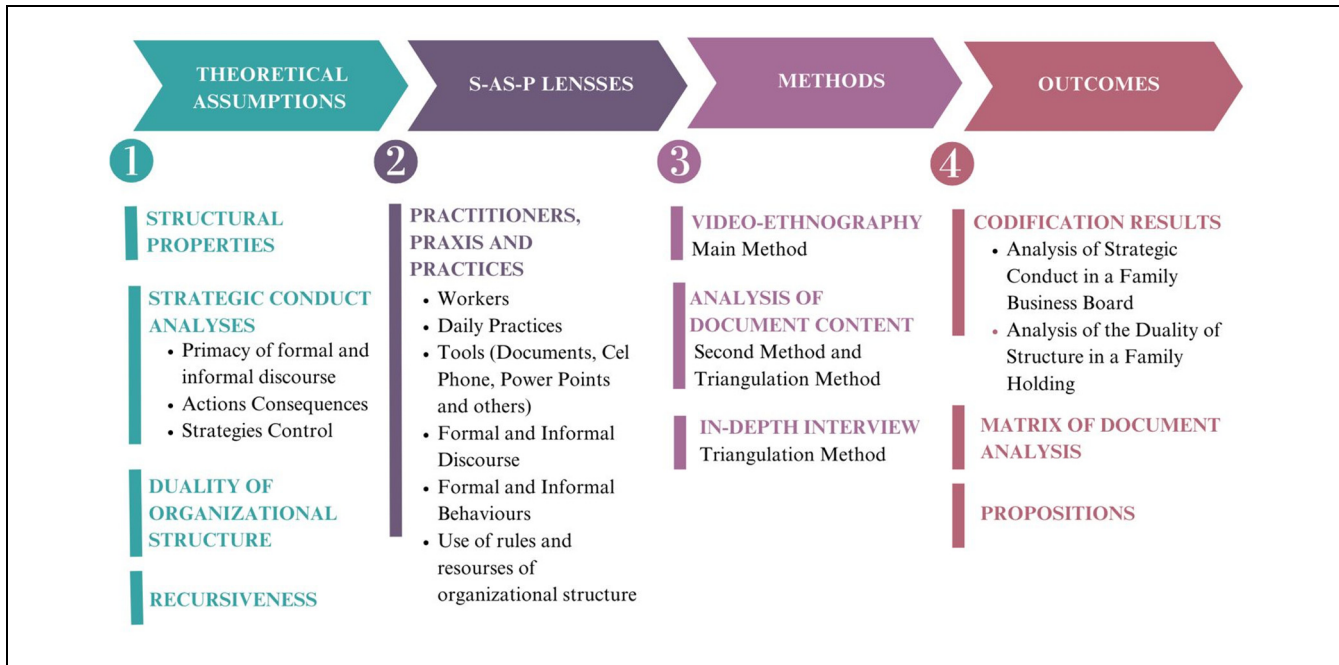 THEORETICAL
ASSUMPTIONS
S-AS-P LENSSES
METHODS
OUTCOMES
1
STRUCTURAL
PROPERTIES
STRATEGIC CONDUCT
ANALYSES
• Primacy of formal and
informal discourse
• Actions Consequences
• Strategies Control
DUALITY OF
ORGANIZATIONAL
STRUCTURE
RECURSIVENESS
2
PRACTITIONERS,
PRAXIS AND
PRACTICES
• Workers
• Daily Practices
• Tools (Documents, Cel
Phone, Power Points
and others)
• Formal and Informal
Discourse
• Formal and Informal
Behaviours
• Use of rules and
resourses of
organizational structure
3
VIDEO-ETHNOGRAPHY
Main Method
ANALYSIS OF
DOCUMENT CONTENT
Second Method and
Triangulation Method
IN-DEPTH INTERVIEW
Triangulation Method
4
CODIFICATION RESULTS
• Analysis of Strategic
Conduct in a Family
Business Board
• Analysis of the Duality of
Structure in a Family
Holding
MATRIX OF DOCUMENT
ANALYSIS
PROPOSITIONS